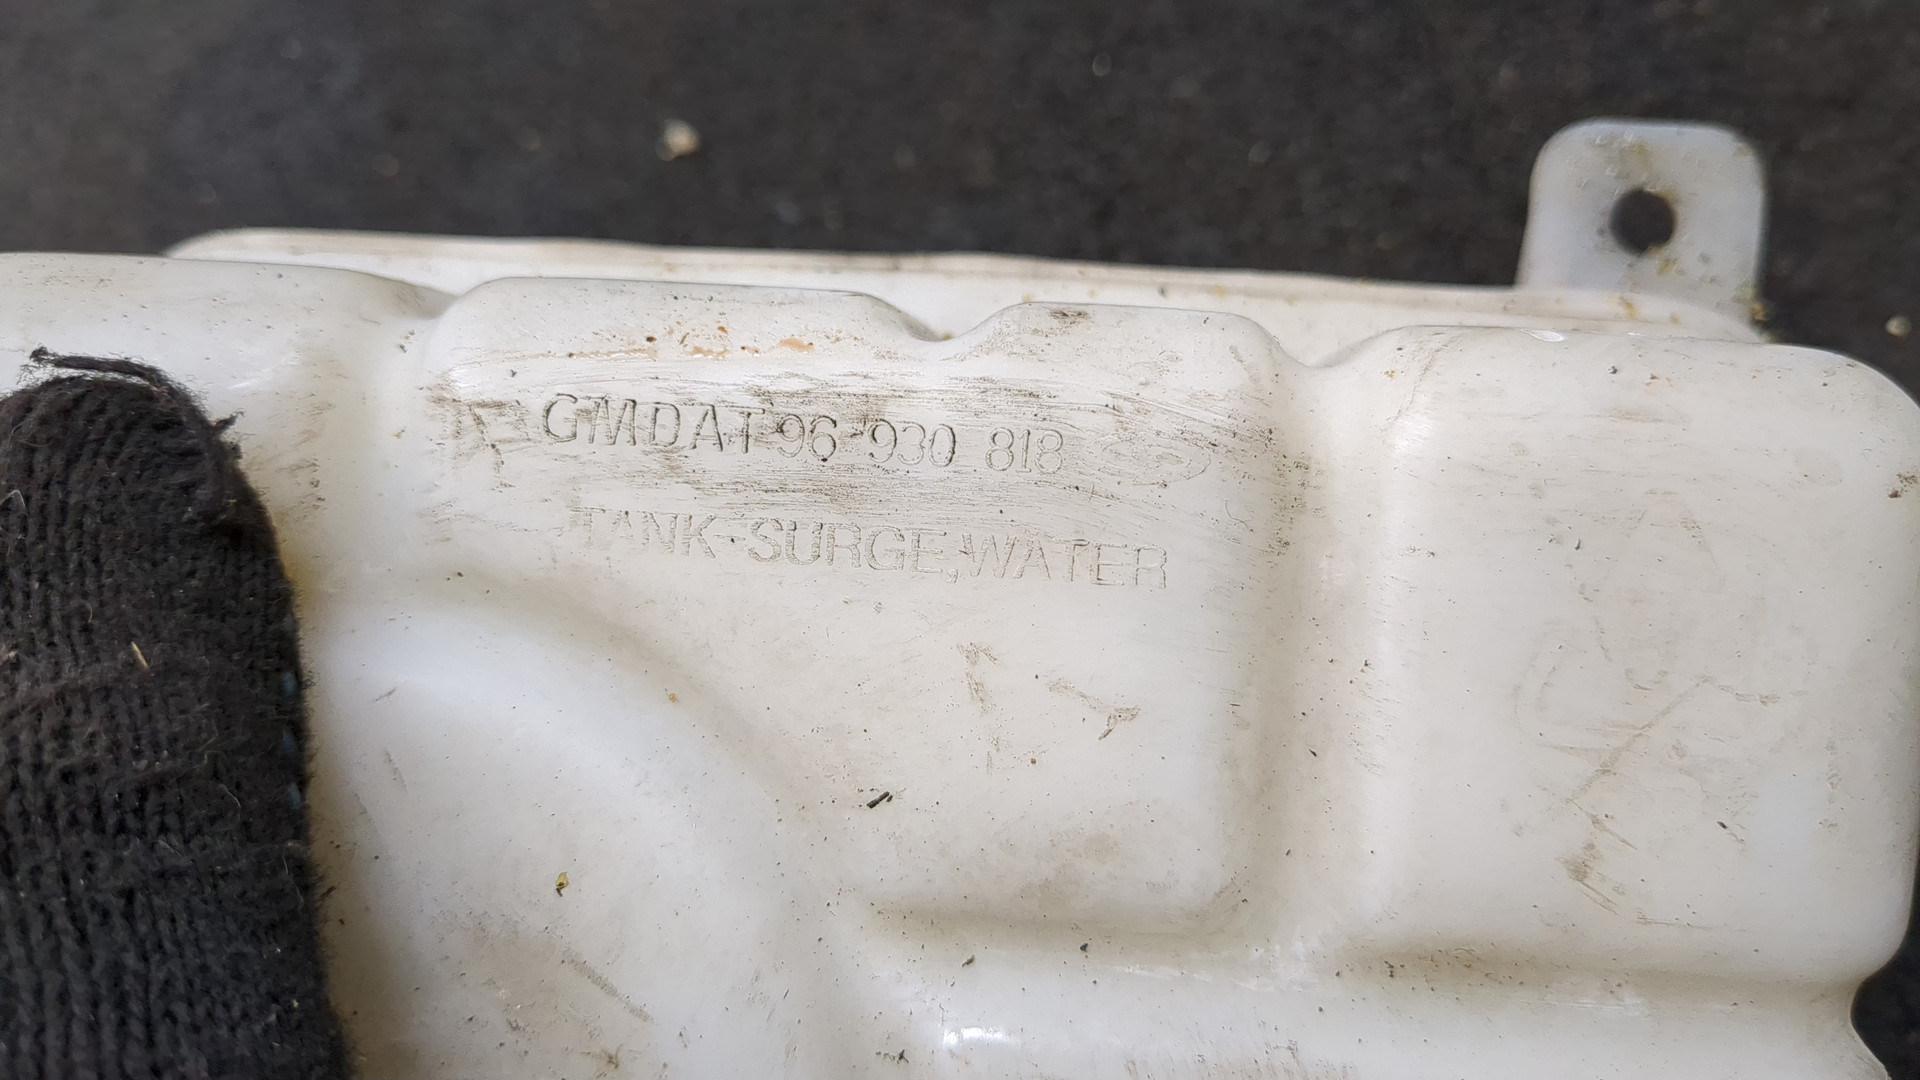 GMDAT 96 930 818
TANK-SURGE,WATER